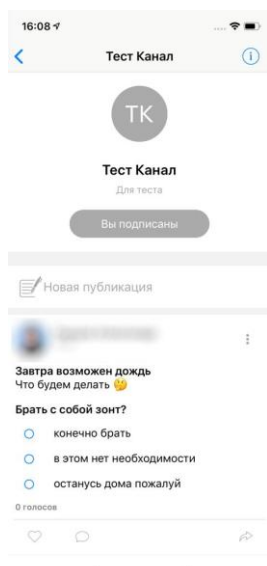 16:08
Тест Канал
ТК
Тест Канал
Для теста
Вы подписаны
Новая публикация
Завтра возможен дождь
Что будем делать 🤔
Брать с собой зонт?
конечно брать
в этом нет необходимости
останусь дома пожалуй
0 голосов